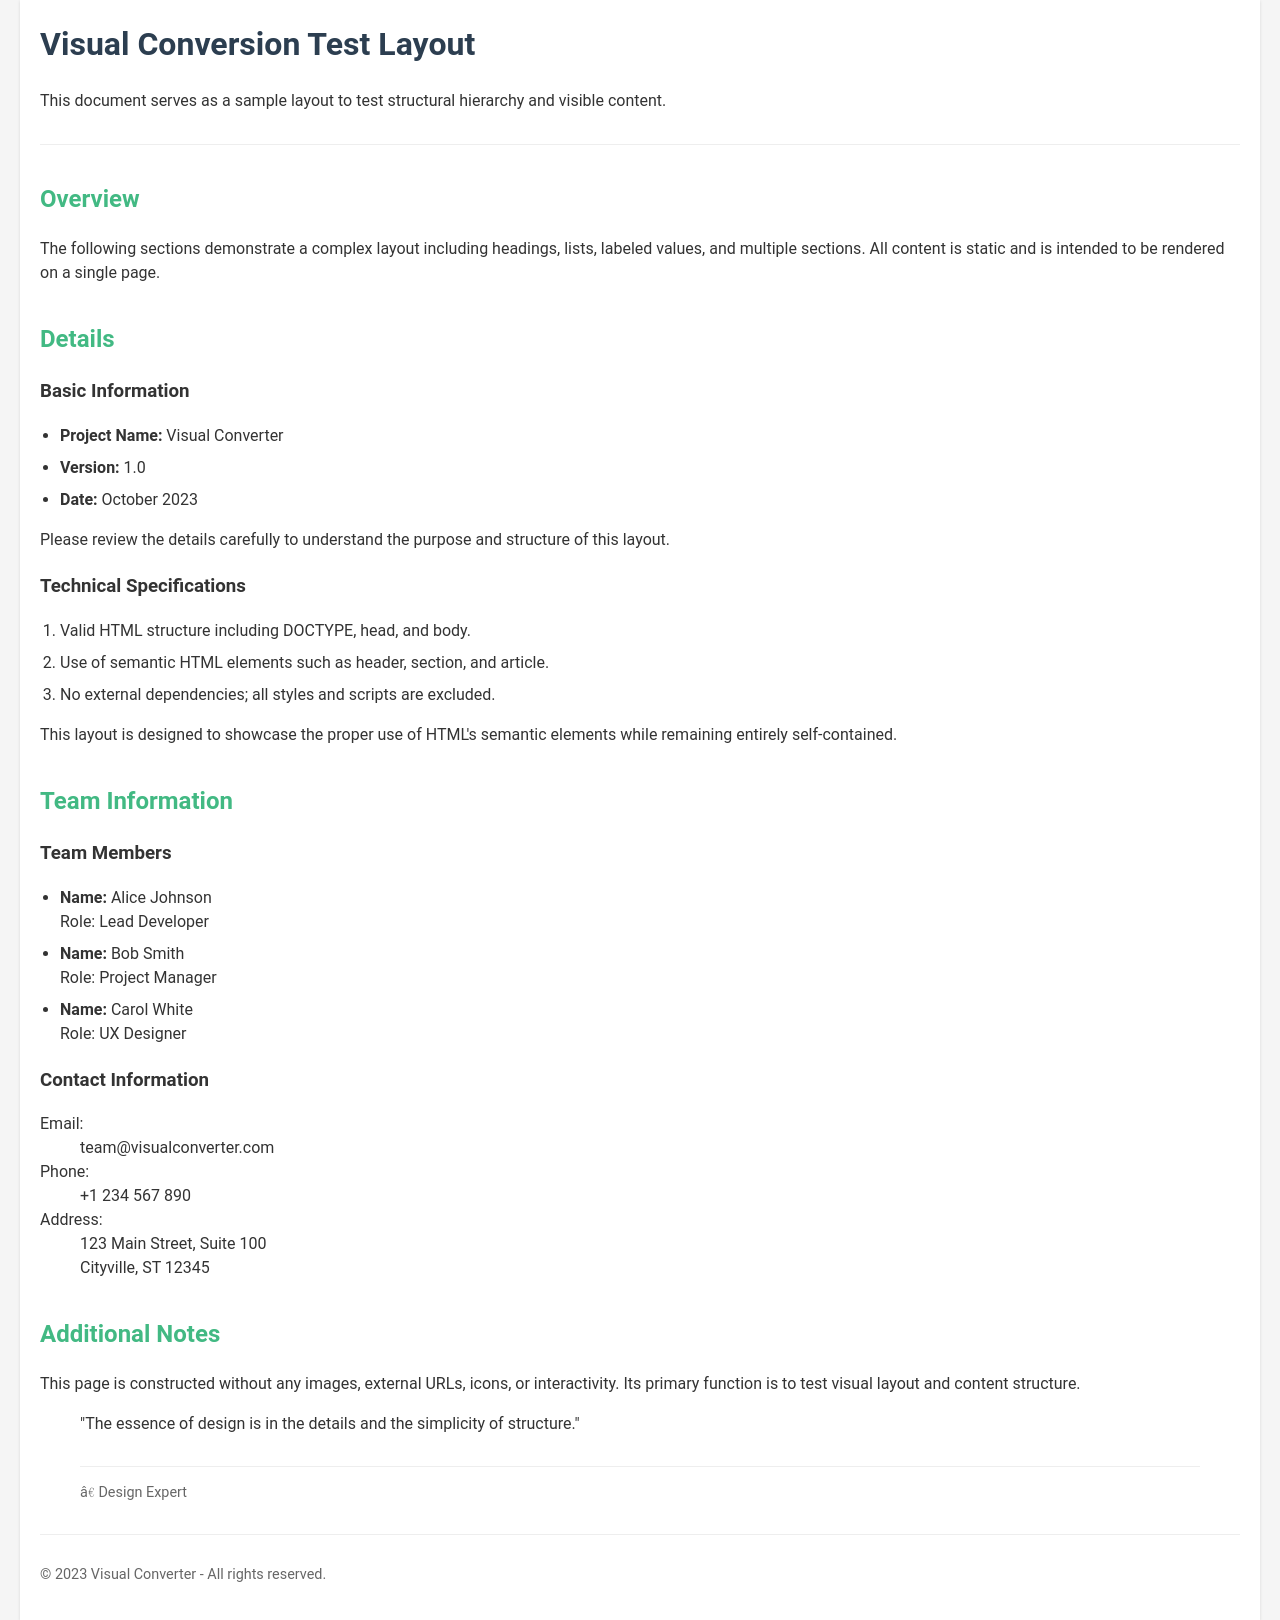 Visual Conversion Test Layout
This document serves as a sample layout to test structural hierarchy and visible content.
Overview
The following sections demonstrate a complex layout including headings, lists, labeled values, and multiple sections. All content is static and is intended to be rendered
on a single page.
Details
Basic Information
• Project Name: Visual Converter
• Version: 1.0
• Date: October 2023
Please review the details carefully to understand the purpose and structure of this layout.
Technical Specifications
1. Valid HTML structure including DOCTYPE, head, and body.
2. Use of semantic HTML elements such as header, section, and article.
3. No external dependencies; all styles and scripts are excluded.
This layout is designed to showcase the proper use of HTML's semantic elements while remaining entirely self-contained.
Team Information
Team Members
• Name: Alice Johnson
Role: Lead Developer
• Name: Bob Smith
Role: Project Manager
• Name: Carol White
Role: UX Designer
Contact Information
Email:
team@visualconverter.com
Phone:
+1 234 567 890
Address:
123 Main Street, Suite 100
Cityville, ST 12345
Additional Notes
This page is constructed without any images, external URLs, icons, or interactivity. Its primary function is to test visual layout and content structure.
"The essence of design is in the details and the simplicity of structure."
â€ Design Expert
© 2023 Visual Converter - All rights reserved.